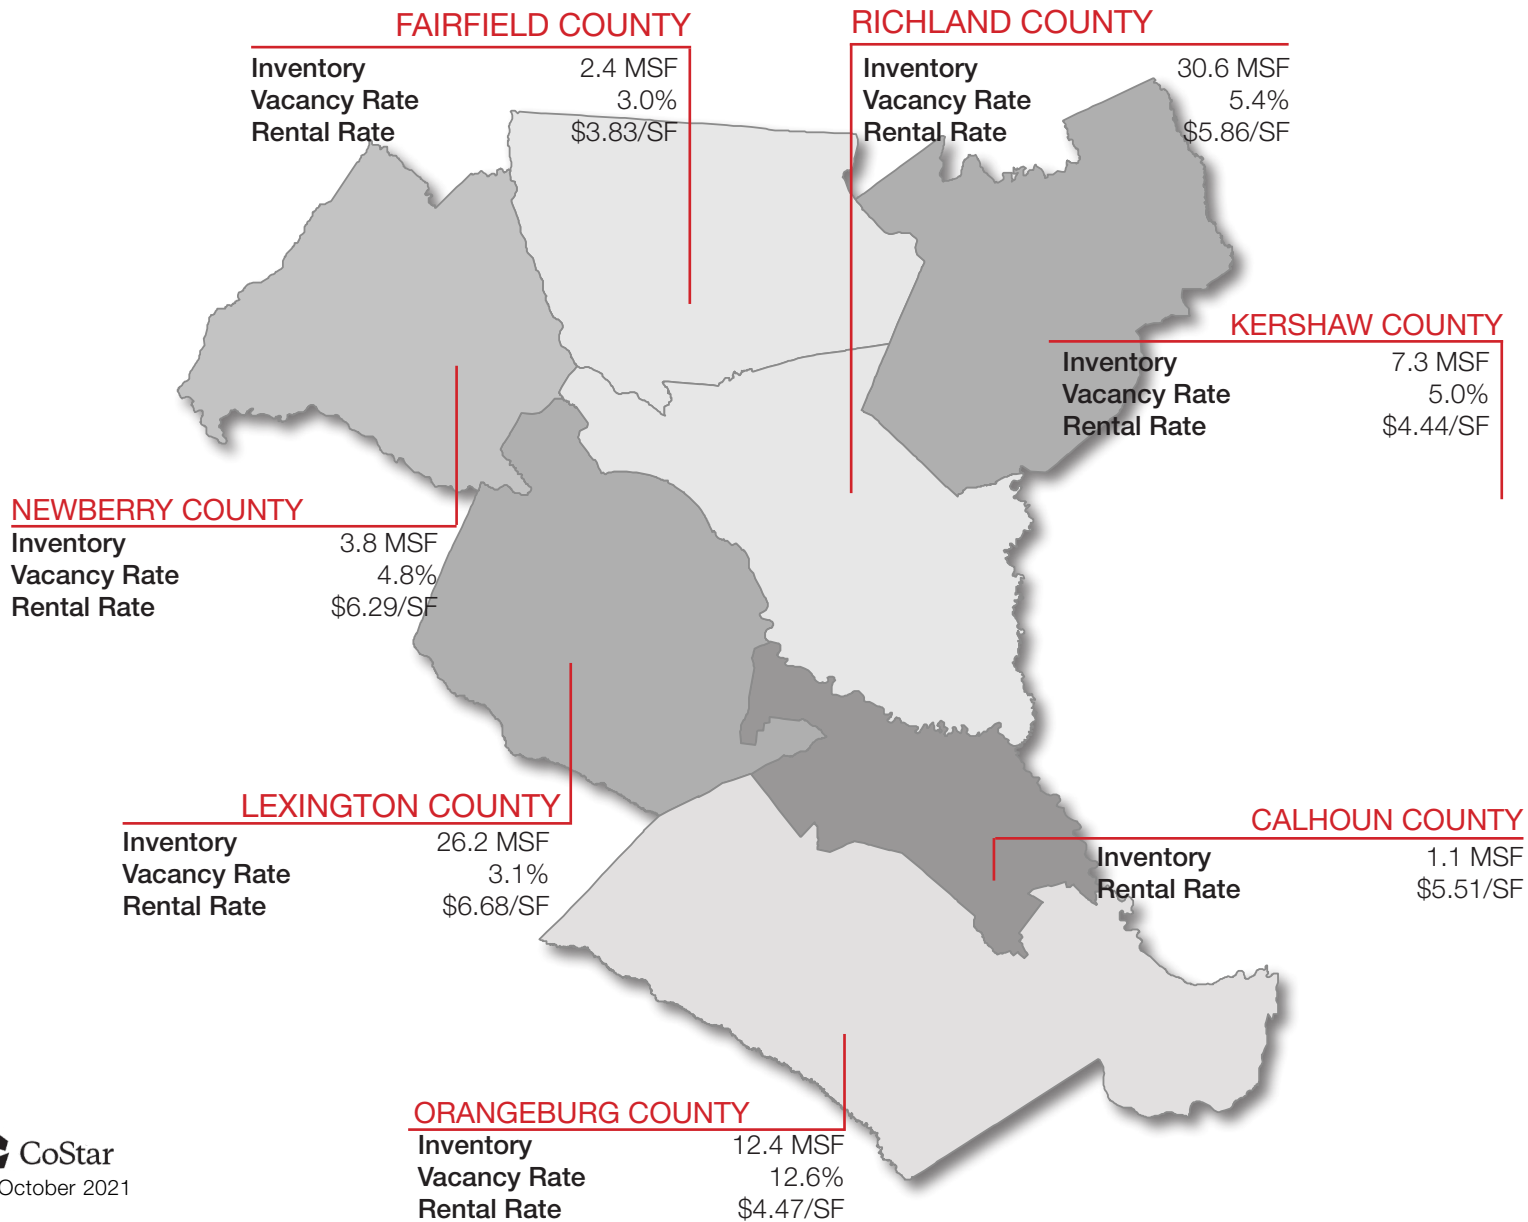 FAIRFIELD COUNTY
Inventory 2.4 MSF
Vacancy Rate 3.0%
Rental Rate $3.83/SF
RICHLAND COUNTY
Inventory 30.6 MSF
Vacancy Rate 5.4%
Rental Rate $5.86/SF
KERSHAW COUNTY
Inventory 7.3 MSF
Vacancy Rate 5.0%
Rental Rate $4.44/SF
NEWBERRY COUNTY
Inventory 3.8 MSF
Vacancy Rate 4.8%
Rental Rate $6.29/SF
LEXINGTON COUNTY
Inventory 26.2 MSF
Vacancy Rate 3.1%
Rental Rate $6.68/SF
CALHOUN COUNTY
Inventory 1.1 MSF
Rental Rate $5.51/SF
ORANGEBURG COUNTY
Inventory 12.4 MSF
Vacancy Rate 12.6%
Rental Rate $4.47/SF
CoStar
October 2021